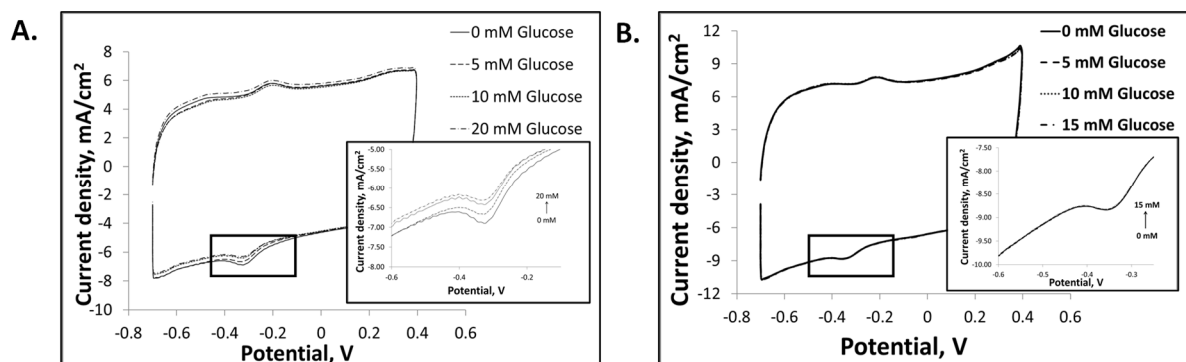 A.
0 mM Glucose
5 mM Glucose
10 mM Glucose
20 mM Glucose
Current density, mA/cm2
8
6
4
2
0
-2
-4
-6
-8
-10
-0.8 -0.6 -0.4 -0.2 0 0.2 0.4 0.6
Potential, V
Current density, mA/cm2
-5.00
-5.50
-6.00
-6.50
-7.00
-7.50
-8.00
-0.6 -0.4 -0.2
Potential, V
20 mM
0 mM
B.
0 mM Glucose
5 mM Glucose
10 mM Glucose
15 mM Glucose
Current density, mA/cm2
12
9
6
3
0
-3
-6
-9
-12
-0.8 -0.6 -0.4 -0.2 0 0.2 0.4 0.6
Potential, V
Current density, mA/cm2
-7.50
-8.00
-8.50
-9.00
-9.50
-10.00
-0.6 -0.5 -0.4 -0.3
Potential, V
15 mM
0 mM